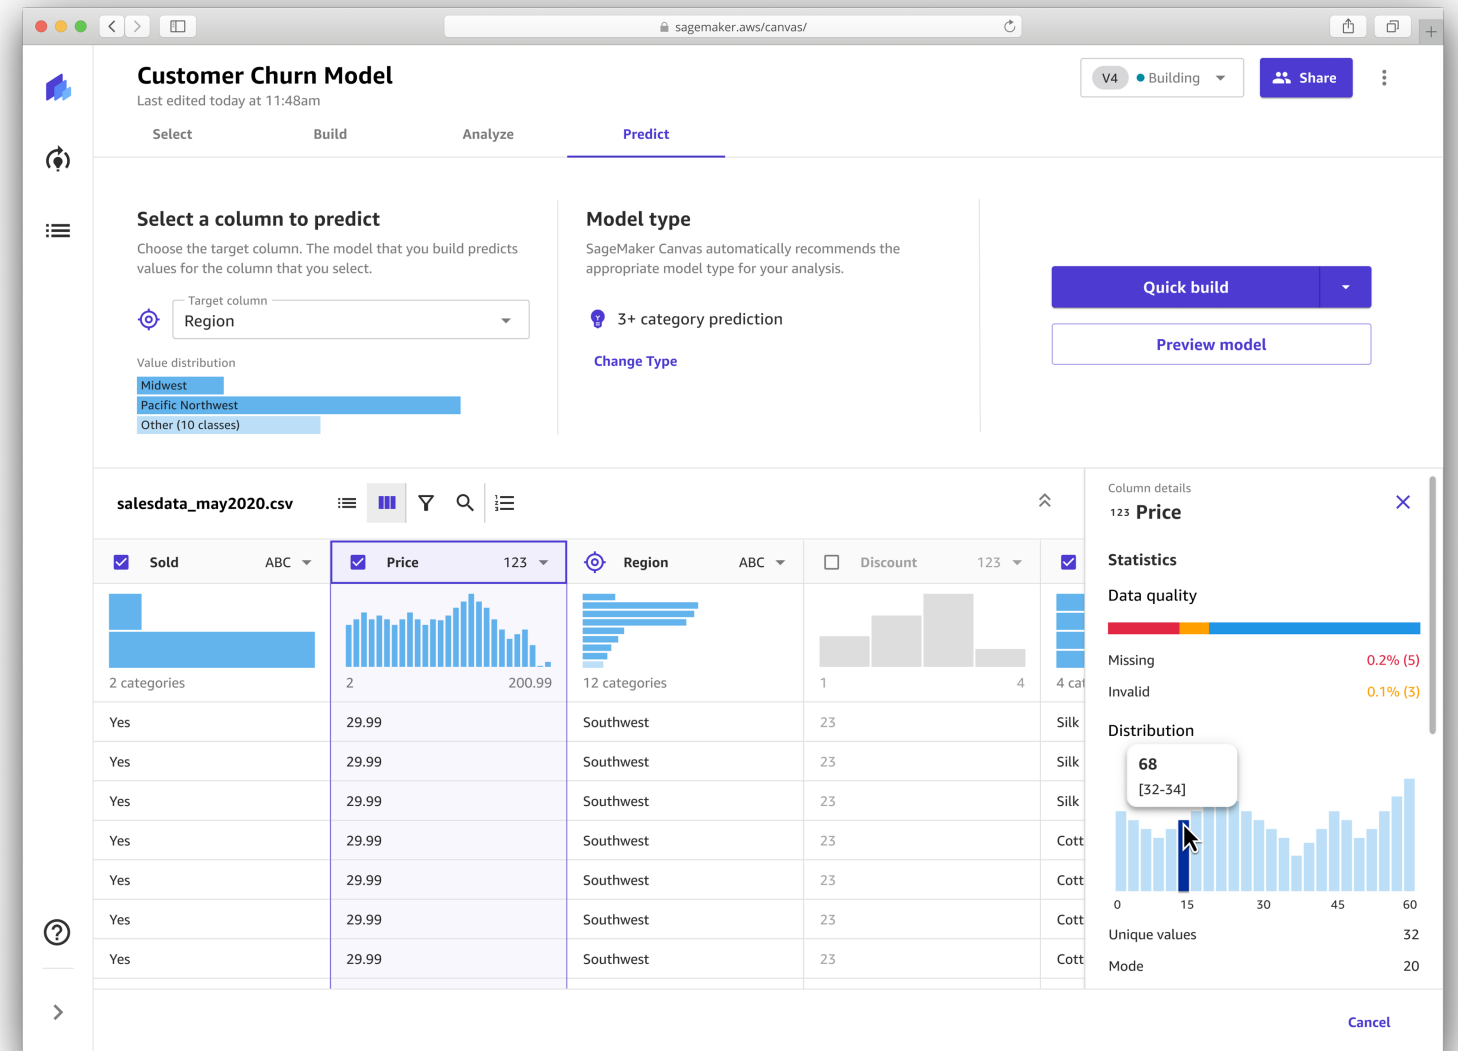 sagemaker.aws/canvas/
Customer Churn Model
Last edited today at 11:48am
V4 Building
Share
Select Build Analyze Predict
Select a column to predict
Choose the target column. The model that you build predicts
values for the column that you select.
Target column
Region
Value distribution
Midwest
Pacific Northwest
Other (10 classes)
Model type
SageMaker Canvas automatically recommends the
appropriate model type for your analysis.
3+ category prediction
Change Type
Quick build
Preview model
salesdata_may2020.csv
Sold ABC Price 123 Region ABC Discount 123
2 categories 2 200.99 12 categories 1 4 4 cat
Yes 29.99 Southwest 23 Silk
Yes 29.99 Southwest 23 Silk
Yes 29.99 Southwest 23 Silk
Yes 29.99 Southwest 23 Cott
Yes 29.99 Southwest 23 Cott
Yes 29.99 Southwest 23 Cott
Yes 29.99 Southwest 23 Cott
Column details
123 Price
Statistics
Data quality
Missing 0.2% (5)
Invalid 0.1% (3)
Distribution
68
[32-34]
0 15 30 45 60
Unique values 32
Mode 20
Cancel